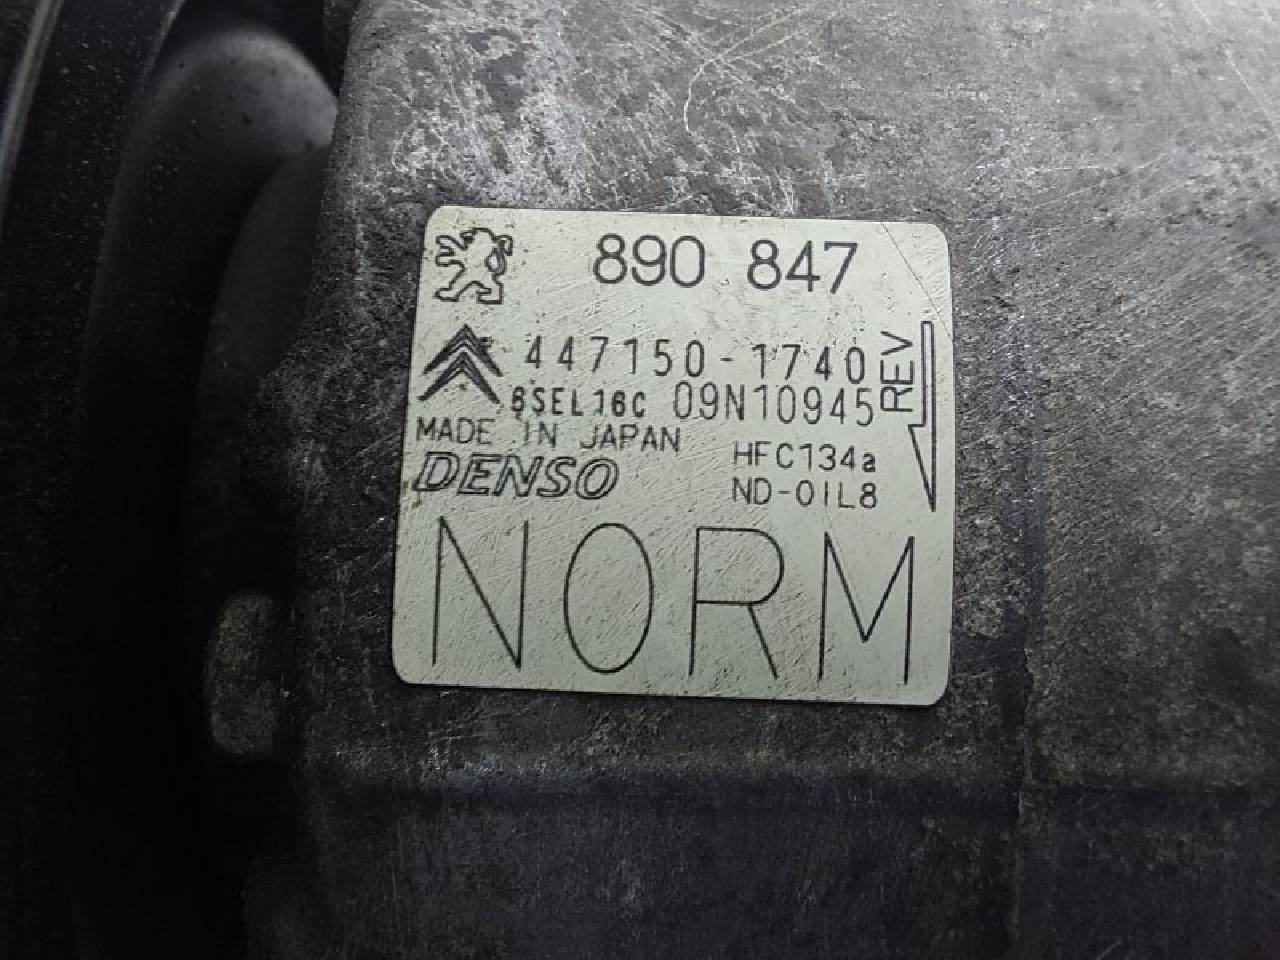 890 847
447150-1740
6SEL16C 09N10945
REV
MADE IN JAPAN
HFC134a
DENSO
ND-OIL8
NORM